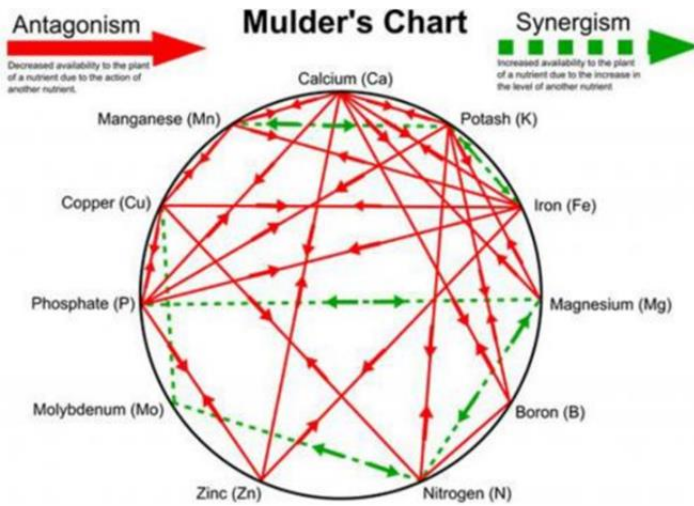 Antagonism
Decreased availability to the plant
of a nutrient due to the action of
another nutrient.
Mulder's Chart
Synergism
Increased availability to the plant
of a nutrient due to the increase in
the level of another nutrient
Calcium (Ca)
Manganese (Mn)
Potash (K)
Copper (Cu)
Iron (Fe)
Phosphate (P)
Magnesium (Mg)
Molybdenum (Mo)
Boron (B)
Zinc (Zn)
Nitrogen (N)